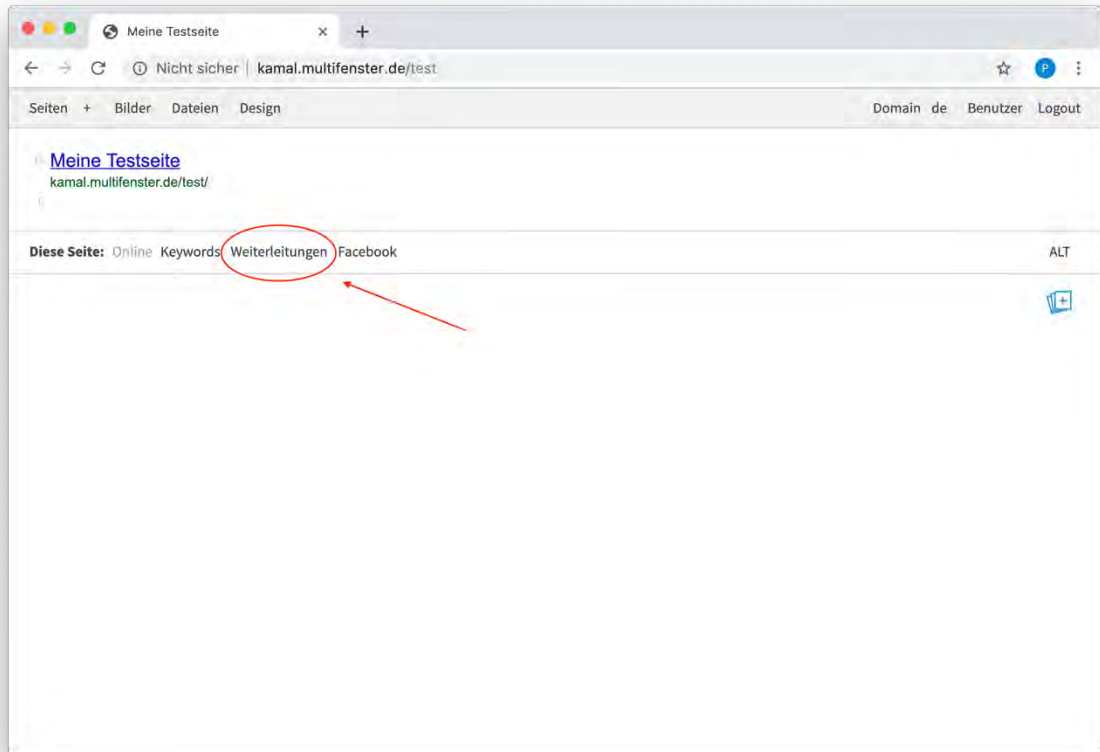 Meine Testseite
Nicht sicher | kamal.multifenster.de/test
P
Seiten + Bilder Dateien Design Domain de Benutzer Logout
Meine Testseite
kamal.multifenster.de/test/
Diese Seite: Online Keywords Weiterleitungen Facebook ALT